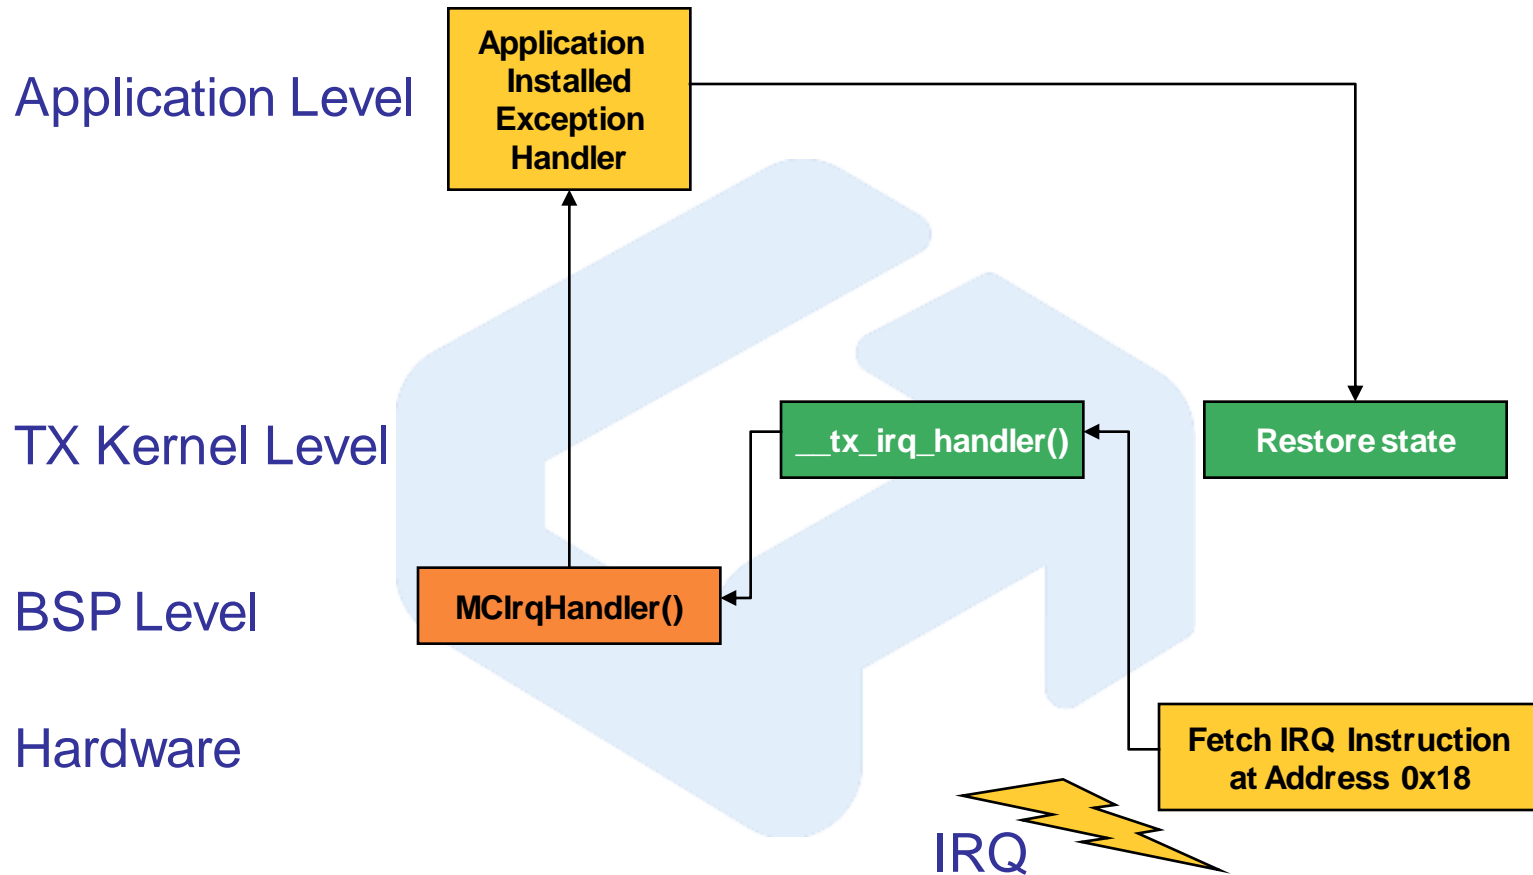 Application Level
Application
Installed
Exception
Handler
TX Kernel Level
__tx_irq_handler()
Restore state
BSP Level
MCIrqHandler()
Hardware
Fetch IRQ Instruction
at Address 0x18
IRQ